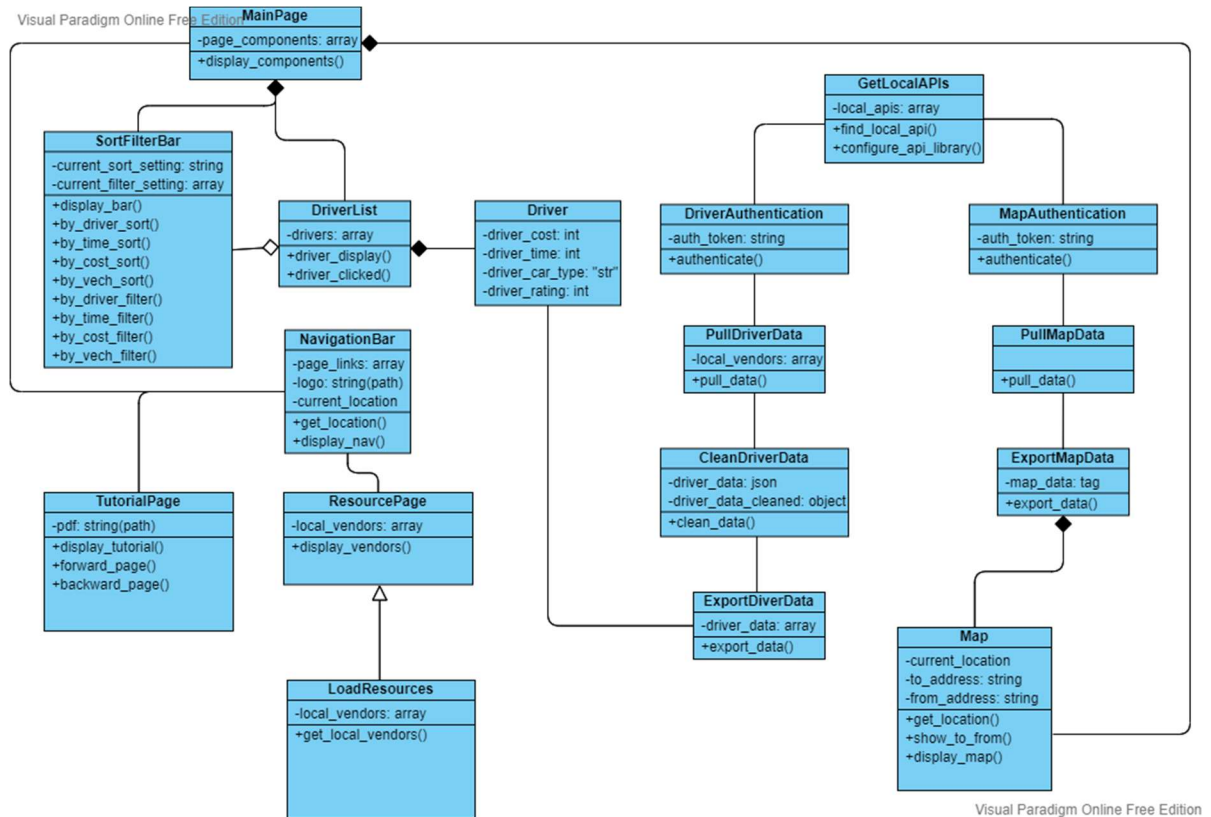 Visual Paradigm Online Free Edition
MainPage
-page_components: array
+display_components()
GetLocalAPIs
-local_apis: array
+find_local_api()
+configure_api_library()
SortFilterBar
-current_sort_setting: string
-current_filter_setting: array
+display_bar()
+by_driver_sort()
+by_time_sort()
+by_cost_sort()
+by_vech_sort()
+by_driver_filter()
+by_time_filter()
+by_cost_filter()
+by_vech_filter()
DriverList
-drivers: array
+driver_display()
+driver_clicked()
Driver
-driver_cost: int
-driver_time: int
-driver_car_type: "str"
-driver_rating: int
DriverAuthentication
-auth_token: string
+authenticate()
MapAuthentication
-auth_token: string
+authenticate()
NavigationBar
-page_links: array
-logo: string(path)
-current_location
+get_location()
+display_nav()
PullDriverData
-local_vendors: array
+pull_data()
PullMapData
+pull_data()
TutorialPage
-pdf: string(path)
+display_tutorial()
+forward_page()
+backward_page()
ResourcePage
-local_vendors: array
+display_vendors()
CleanDriverData
-driver_data: json
-driver_data_cleaned: object
+clean_data()
ExportMapData
-map_data: tag
+export_data()
ExportDiverData
-driver_data: array
+export_data()
Map
-current_location
-to_address: string
-from_address: string
+get_location()
+show_to_from()
+display_map()
LoadResources
-local_vendors: array
+get_local_vendors()
Visual Paradigm Online Free Edition